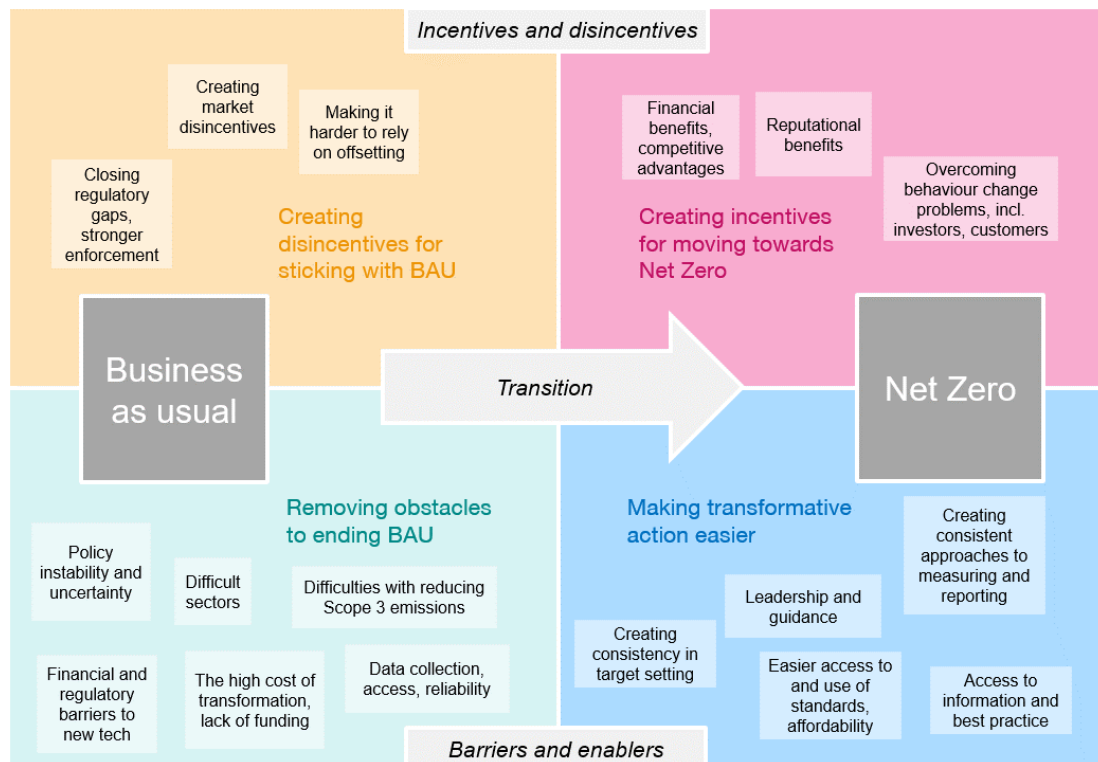 Incentives and disincentives
Creating
market
disincentives
Making it
harder to rely
on offsetting
Closing
regulatory
gaps,
stronger
enforcement
Creating
disincentives for
sticking with BAU
Financial
benefits,
competitive
advantages
Reputational
benefits
Overcoming
behaviour change
problems, incl.
investors, customers
Creating incentives
for moving towards
Net Zero
Business
as usual
Transition
Net Zero
Removing obstacles
to ending BAU
Policy
instability and
uncertainty
Difficult
sectors
Difficulties with reducing
Scope 3 emissions
Financial and
regulatory
barriers to
new tech
The high cost of
transformation,
lack of funding
Data collection,
access, reliability
Making transformative
action easier
Creating
consistent
approaches to
measuring and
reporting
Leadership and
guidance
Creating
consistency in
target setting
Easier access to
and use of
standards,
affordability
Access to
information and
best practice
Barriers and enablers